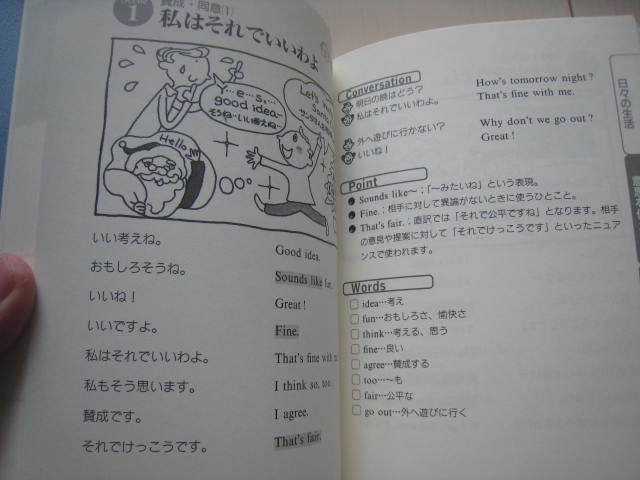 1
賛成・同意(1)
私はそれでいいわよ
Y…e…s,…
good idea…
そうね…いい考えね…
Let's
サンタさん
Hello
いい考えね。 Good idea.
おもしろそうね。 Sounds like fun.
いいね! Great!
いいですよ。 Fine.
私はそれでいいわよ。 That's fine with
私もそう思います。 I think so, too.
賛成です。 I agree.
それでけっこうです。 That's fair.
Conversation
明日の晩はどう? How's tomorrow night?
私はそれでいいわよ。 That's fine with me.
外へ遊びに行かない? Why don't we go out?
いいね! Great!
Point
Sounds like~:「~みたいね」という表現。
Fine.:相手に対して異論がないときに使うひとこと。
That's fair.:直訳では「それで公平ですね」となります。相手
の意見や提案に対して「それでけっこうです」といったニュア
ンスで使われます。
Words
idea…考え
fun…おもしろさ、愉快さ
think…考える、思う
fine…良い
agree…賛成する
too…~も
fair…公平な
go out…外へ遊びに行く
日々の生活